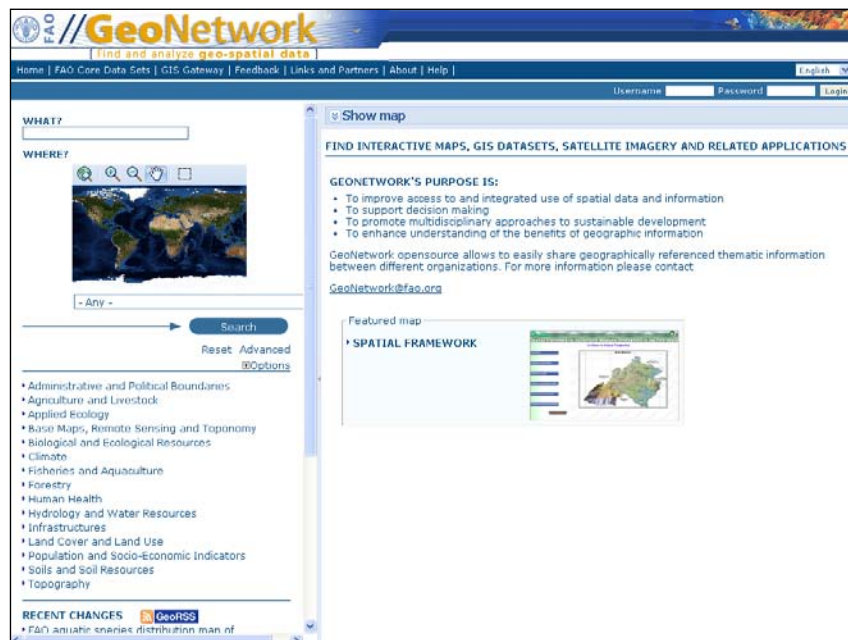 FAO
//GeoNetwork
[ Find and analyze geo-spatial data ]
Home | FAO Core Data Sets | GIS Gateway | Feedback | Links and Partners | About | Help |
English
Username
Password
Login
WHAT?
WHERE?
- Any -
Search
Reset Advanced
Options
Administrative and Political Boundaries
Agriculture and Livestock
Applied Ecology
Base Maps, Remote Sensing and Toponomy
Biological and Ecological Resources
Climate
Fisheries and Aquaculture
Forestry
Human Health
Hydrology and Water Resources
Infrastructures
Land Cover and Land Use
Population and Socio-Economic Indicators
Soils and Soil Resources
Topography
RECENT CHANGES GeoRSS
FAO aquatic species distribution map of
Show map
FIND INTERACTIVE MAPS, GIS DATASETS, SATELLITE IMAGERY AND RELATED APPLICATIONS
GEONETWORK'S PURPOSE IS:
To improve access to and integrated use of spatial data and information
To support decision making
To promote multidisciplinary approaches to sustainable development
To enhance understanding of the benefits of geographic information
GeoNetwork opensource allows to easily share geographically referenced thematic information
between different organizations. For more information please contact
GeoNetwork@fao.org
Featured map
SPATIAL FRAMEWORK